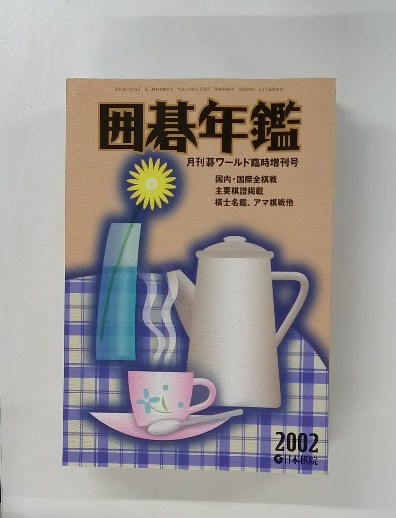 囲碁年鑑
月刊碁ワールド臨時増刊号
国内・国際全棋戦
主要棋譜掲載
棋士名鑑、アマ棋戦他
2002
日本棋院